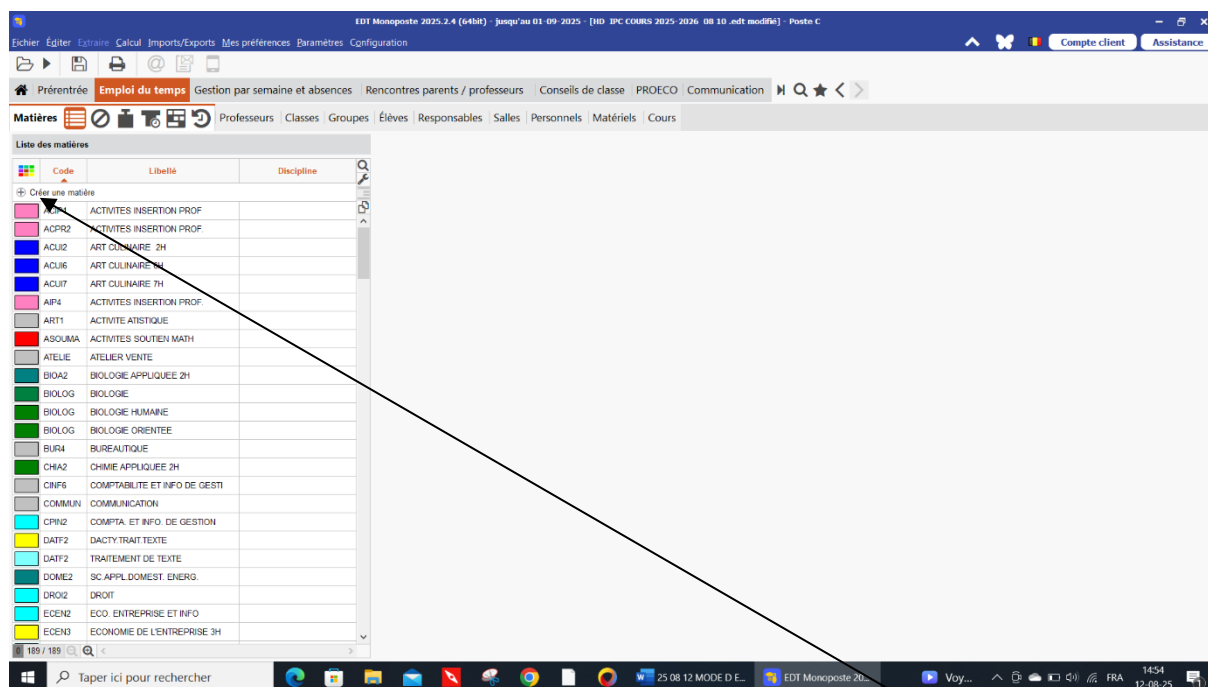 EDT Monoposte 2025.2.4 (64bit) - jusqu'au 01-09-2025 - [HD IPC COURS 2025-2026 08 10 .edt modifié] - Poste C
Fichier Éditer Extraire Calcul Imports/Exports Mes préférences Paramètres Configuration
Compte client Assistance
Prérentrée Emploi du temps Gestion par semaine et absences Rencontres parents / professeurs Conseils de classe PROECO Communication
Matières Professeurs Classes Groupes Élèves Responsables Salles Personnels Matériels Cours
Liste des matières
Code Libellé Discipline
Créer une matière
ACIP1 ACTIVITES INSERTION PROF
ACPR2 ACTIVITES INSERTION PROF.
ACUI2 ART CULINAIRE 2H
ACUI6 ART CULINAIRE 6H
ACUI7 ART CULINAIRE 7H
AIP4 ACTIVITES INSERTION PROF.
ART1 ACTIVITE ATISTIQUE
ASOUMA ACTIVITES SOUTIEN MATH
ATELIE ATELIER VENTE
BIOA2 BIOLOGIE APPLIQUEE 2H
BIOLOG BIOLOGIE
BIOLOG BIOLOGIE HUMAINE
BIOLOG BIOLOGIE ORIENTEE
BUR4 BUREAUTIQUE
CHIA2 CHIMIE APPLIQUEE 2H
CINF6 COMPTABILITE ET INFO DE GESTI
COMMUN COMMUNICATION
CPIN2 COMPTA. ET INFO. DE GESTION
DATF2 DACTY.TRAIT.TEXTE
DATF2 TRAITEMENT DE TEXTE
DOME2 SC.APPL.DOMEST. ENERG.
DROI2 DROIT
ECEN2 ECO. ENTREPRISE ET INFO
ECEN3 ECONOMIE DE L'ENTREPRISE 3H
0 189 / 189
Taper ici pour rechercher
25 08 12 MODE D E... EDT Monoposte 20... Voy... FRA
14:54
12-08-25